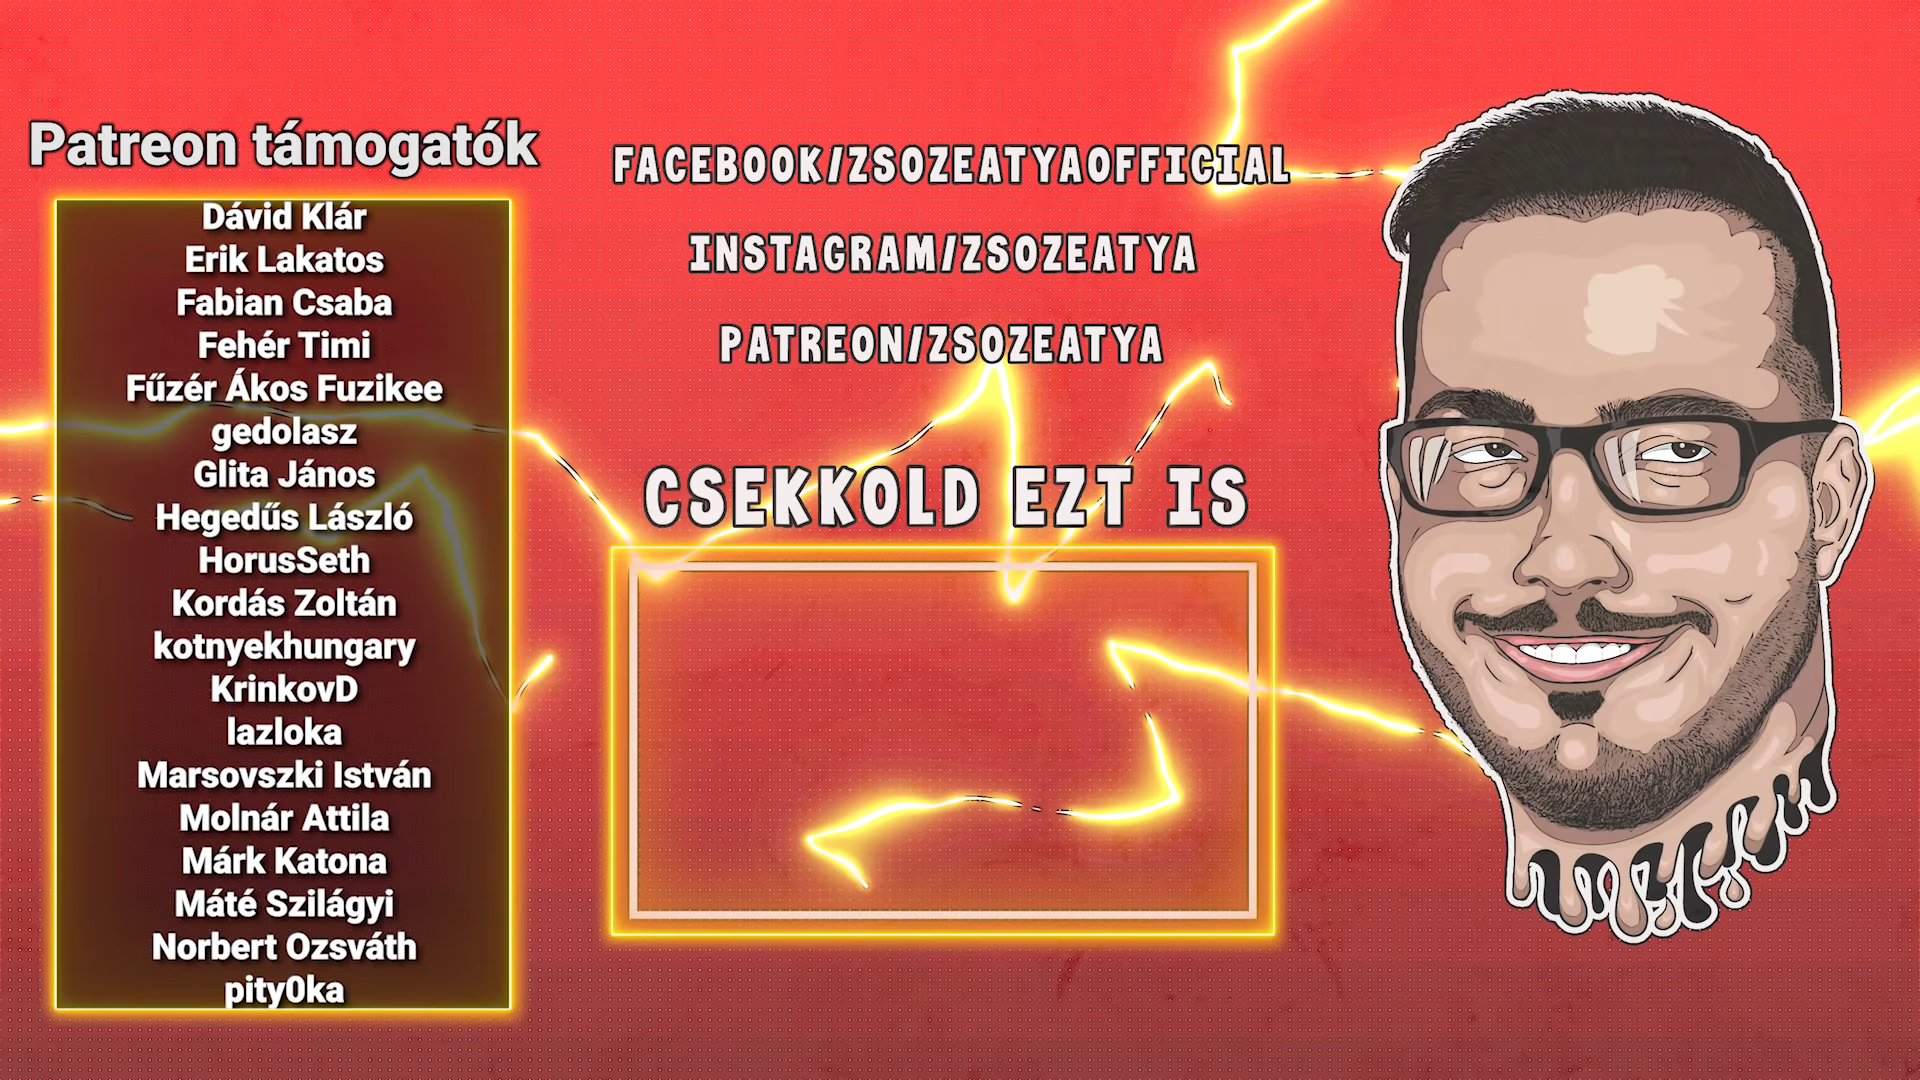 Patreon támogatók
Dávid Klár
Erik Lakatos
Fabian Csaba
Fehér Timi
Fűzér Ákos Fuzikee
gedolasz
Glita János
Hegedűs László
HorusSeth
Kordás Zoltán
kotnyekhungary
KrinkovD
lazloka
Marsovszki István
Molnár Attila
Márk Katona
Máté Szilágyi
Norbert Ozsváth
pity0ka
FACEBOOK/ZSOZEATYAOFFICIAL
INSTAGRAM/ZSOZEATYA
PATREON/ZSOZEATYA
CSEKKOLD EZT IS